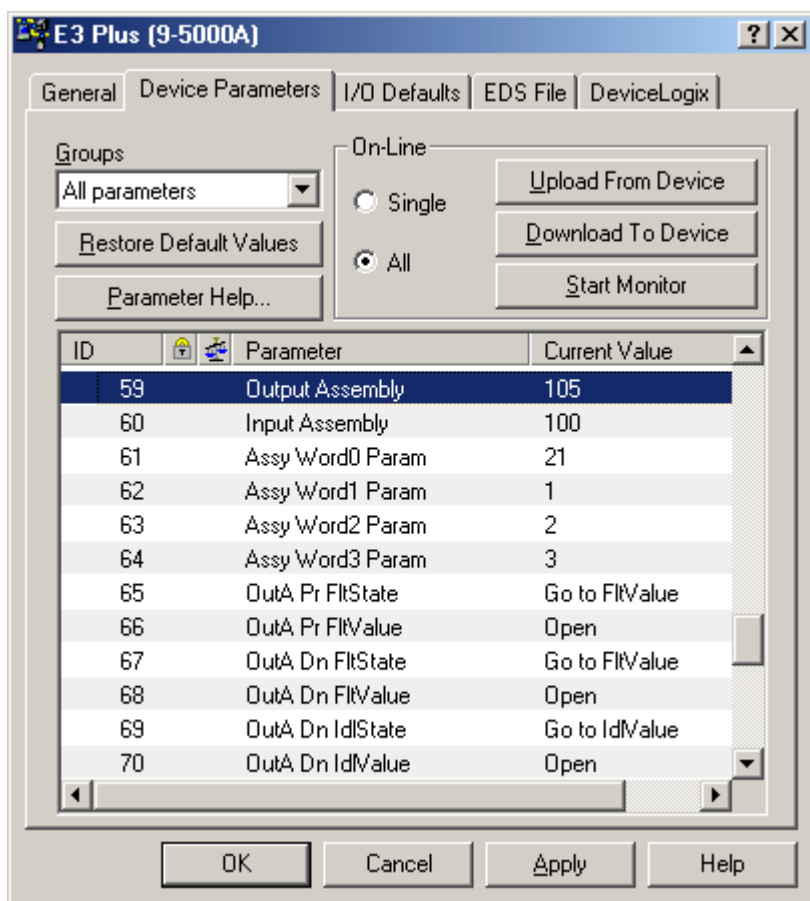 E3 Plus (9-5000A)
General Device Parameters I/O Defaults EDS File DeviceLogix
Groups
All parameters
Restore Default Values
Parameter Help...
On-Line
Single
All
Upload From Device
Download To Device
Start Monitor
ID Parameter Current Value
59 Output Assembly 105
60 Input Assembly 100
61 Assy Word0 Param 21
62 Assy Word1 Param 1
63 Assy Word2 Param 2
64 Assy Word3 Param 3
65 OutA Pr FltState Go to FltValue
66 OutA Pr FltValue Open
67 OutA Dn FltState Go to FltValue
68 OutA Dn FltValue Open
69 OutA Dn IdlState Go to IdlValue
70 OutA Dn IdlValue Open
OK Cancel Apply Help